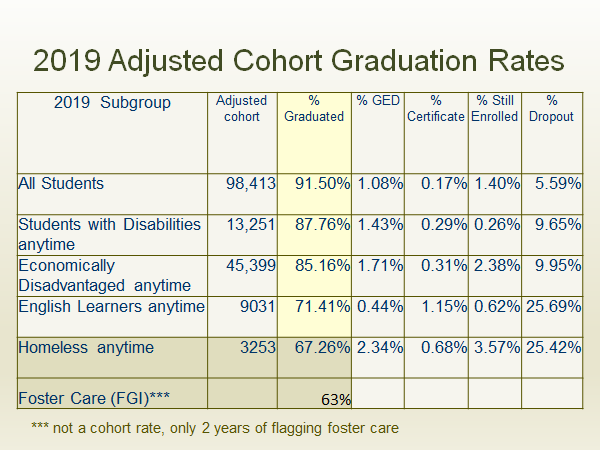 2019 Adjusted Cohort Graduation Rates
2019 Subgroup Adjusted cohort % Graduated % GED % Certificate % Still Enrolled % Dropout
All Students 98,413 91.50% 1.08% 0.17% 1.40% 5.59%
Students with Disabilities anytime 13,251 87.76% 1.43% 0.29% 0.26% 9.65%
Economically Disadvantaged anytime 45,399 85.16% 1.71% 0.31% 2.38% 9.95%
English Learners anytime 9031 71.41% 0.44% 1.15% 0.62% 25.69%
Homeless anytime 3253 67.26% 2.34% 0.68% 3.57% 25.42%
Foster Care (FGI)*** 63%
*** not a cohort rate, only 2 years of flagging foster care